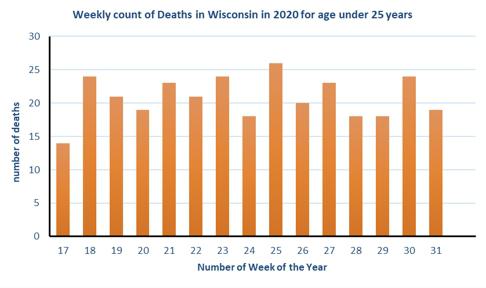 Weekly count of Deaths in Wisconsin in 2020 for age under 25 years
number of deaths
30
25
20
15
10
5
0
17 18 19 20 21 22 23 24 25 26 27 28 29 30 31
Number of Week of the Year